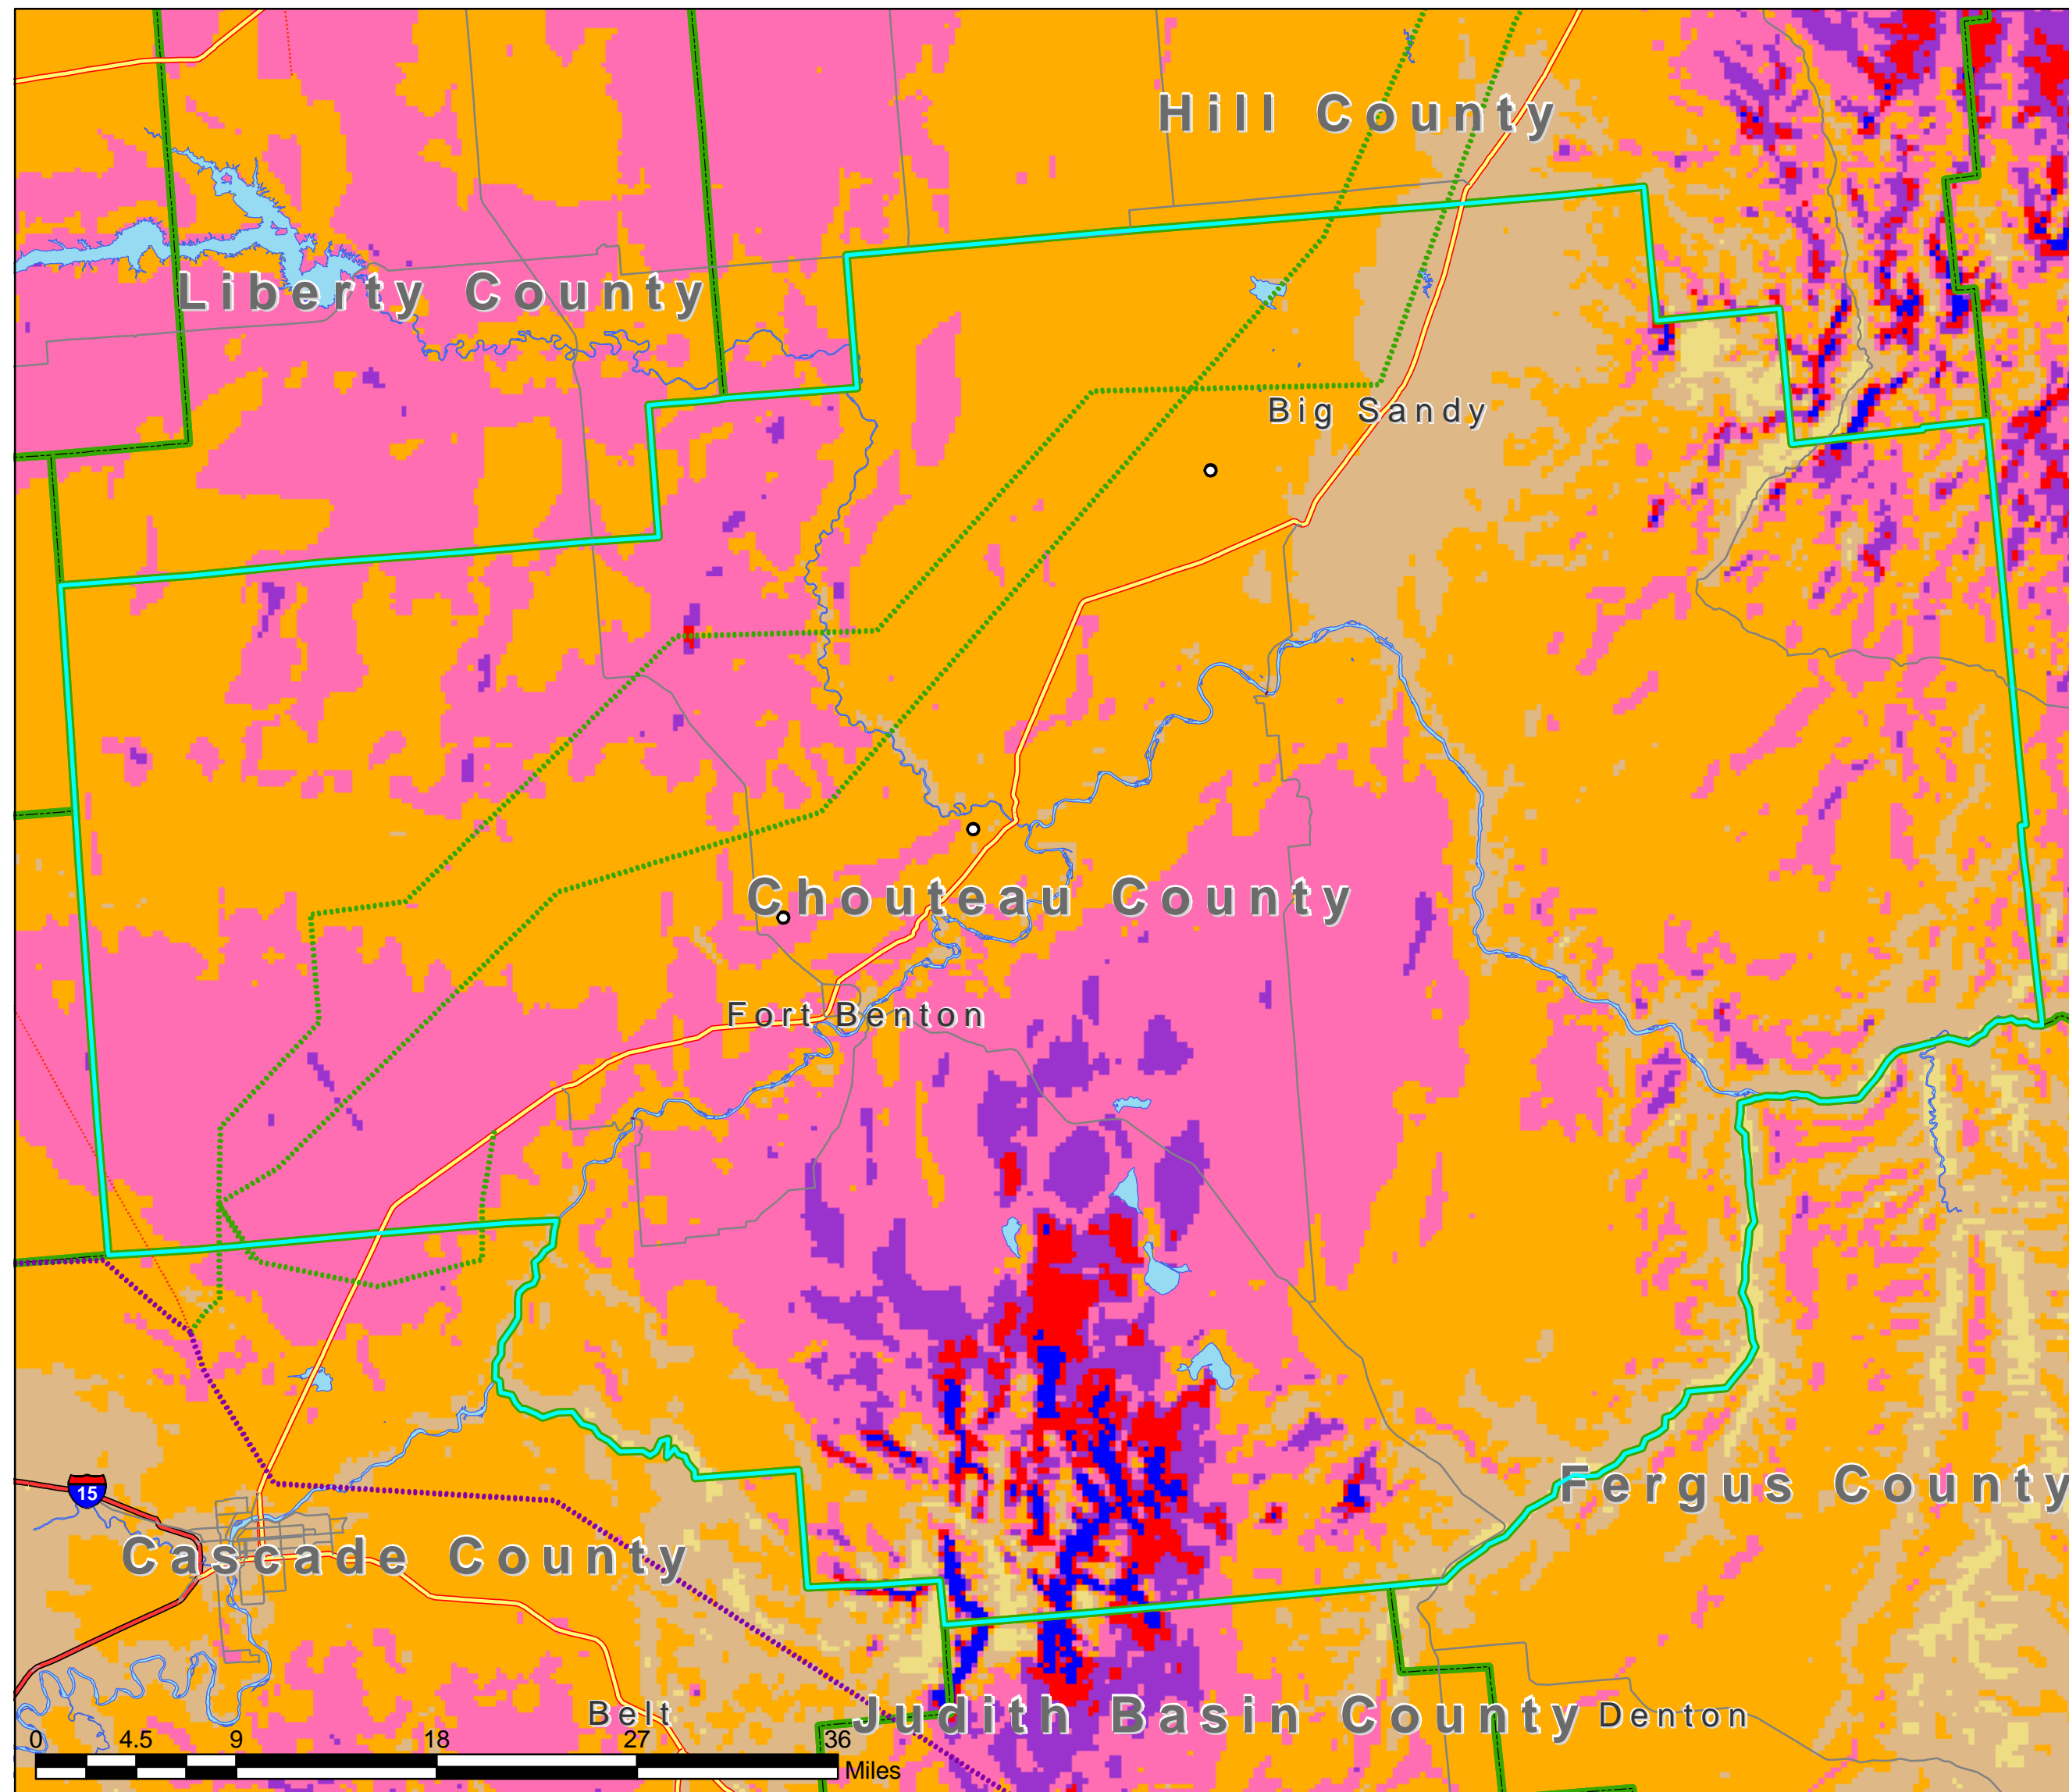 Hill County
Liberty County
Big Sandy
Chouteau County
Fort Benton
Fergus County
15
Cascade County
Judith Basin County
Denton
Belt
0 4.5 9 18 27 36
Miles